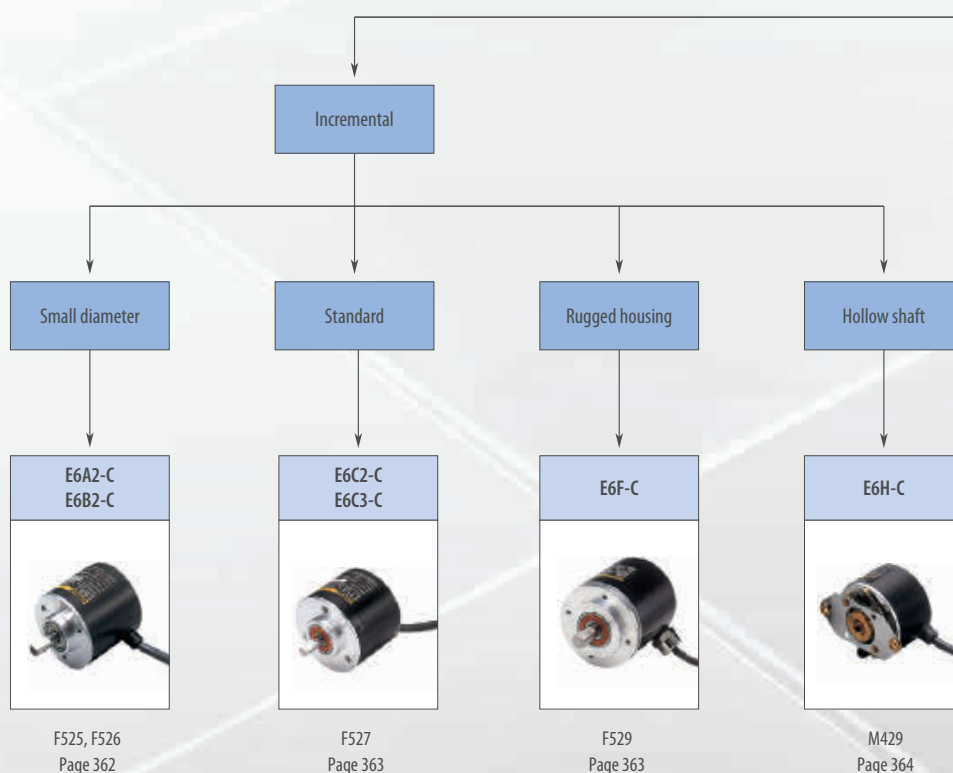 Incremental
Small diameter
Standard
Rugged housing
Hollow shaft
E6A2-C
E6B2-C
E6C2-C
E6C3-C
E6F-C
E6H-C
F525, F526
Page 362
F527
Page 363
F529
Page 363
M429
Page 364